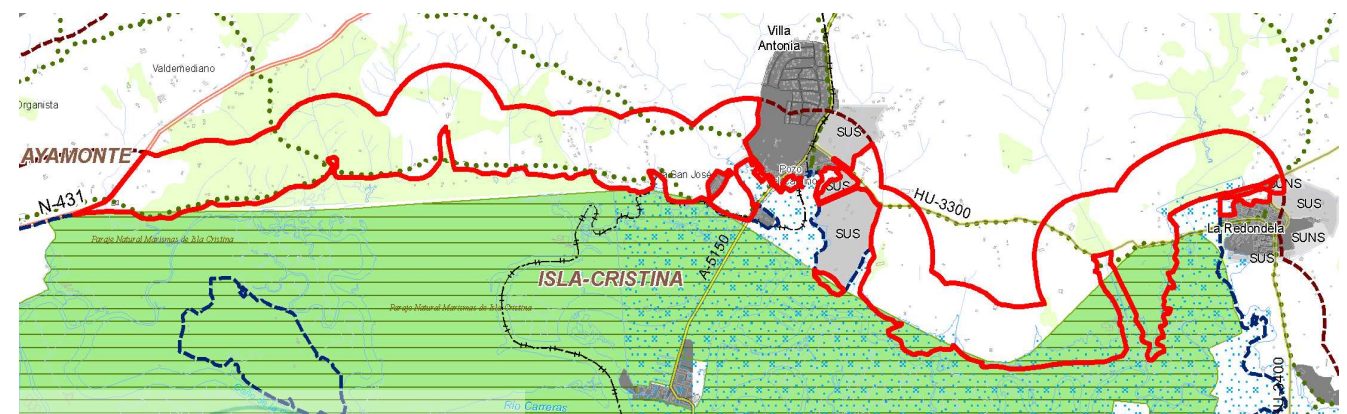 Villa
Antonia
Valdemediano
Organista
SUS
AYAMONTE
Pozo
San José
SUS
SUNS
N-431
HU-3300
SUS
La Redondela
SUS
SUNS
Paraje Natural Marismas de Isla Cristina
A-5150
SUS
ISLA-CRISTINA
Paraje Natural Marismas de Isla Cristina
Río Carreras